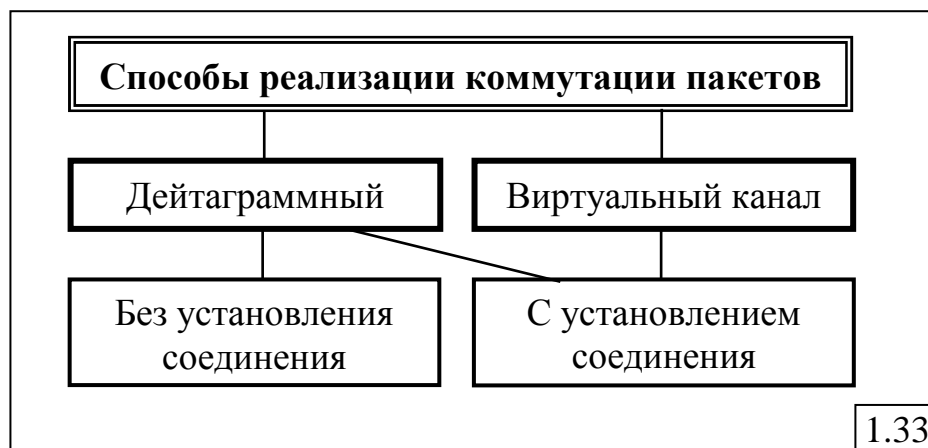 Способы реализации коммутации пакетов
Дейтаграммный
Виртуальный канал
Без установления
соединения
С установлением
соединения
1.33